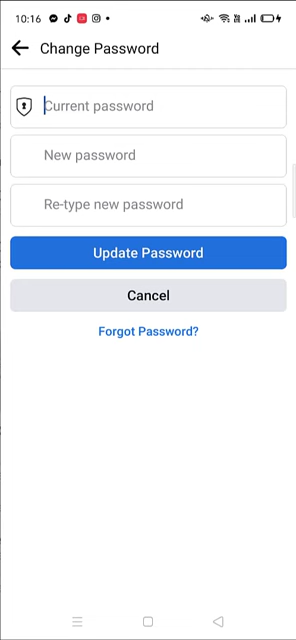 10:16
Change Password
Current password
New password
Re-type new password
Update Password
Cancel
Forgot Password?